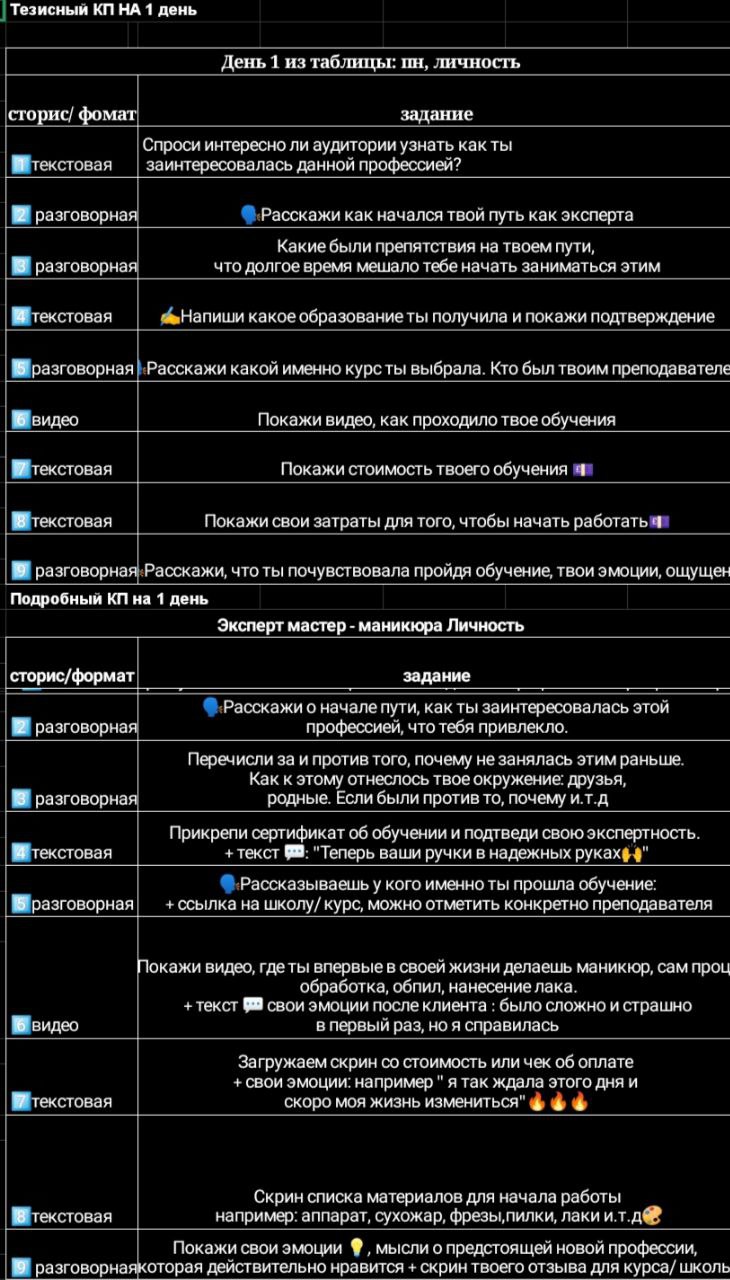 Тезисный КП НА 1 день
День 1 из таблицы: пн, личность
сторис/ фомат задание
1 текстовая Спроси интересно ли аудитории узнать как ты
заинтересовалась данной профессией?
2 разговорная 🗣Расскажи как начался твой путь как эксперта
3 разговорная Какие были препятствия на твоем пути,
что долгое время мешало тебе начать заниматься этим
4 текстовая ✍Напиши какое образование ты получила и покажи подтверждение
5 разговорная Расскажи какой именно курс ты выбрала. Кто был твоим преподавателе
6 видео Покажи видео, как проходило твое обучения
7 текстовая Покажи стоимость твоего обучения 💷
8 текстовая Покажи свои затраты для того, чтобы начать работать💷
9 разговорная Расскажи, что ты почувствовала пройдя обучение, твои эмоции, ощущен
Подробный КП на 1 день
Эксперт мастер - маникюра Личность
сторис/формат задание
2 разговорная 🗣Расскажи о начале пути, как ты заинтересовалась этой
профессией, что тебя привлекло.
3 разговорная Перечисли за и против того, почему не занялась этим раньше.
Как к этому отнеслось твое окружение: друзья,
родные. Если были против то, почему и.т.д
4 текстовая Прикрепи сертификат об обучении и подтведи свою экспертность.
+ текст 💬: "Теперь ваши ручки в надежных руках🙌"
5 разговорная 🗣Рассказываешь у кого именно ты прошла обучение:
+ ссылка на школу/ курс, можно отметить конкретно преподавателя
6 видео Покажи видео, где ты впервые в своей жизни делаешь маникюр, сам проц
обработка, обпил, нанесение лака.
+ текст 💬 свои эмоции после клиента : было сложно и страшно
в первый раз, но я справилась
7 текстовая Загружаем скрин со стоимость или чек об оплате
+ свои эмоции: например " я так ждала этого дня и
скоро моя жизнь измениться"🔥🔥🔥
8 текстовая Скрин списка материалов для начала работы
например: аппарат, сухожар, фрезы,пилки, лаки и.т.д🎨
9 разговорная Покажи свои эмоции 💡, мысли о предстоящей новой профессии,
которая действительно нравится + скрин твоего отзыва для курса/ школы